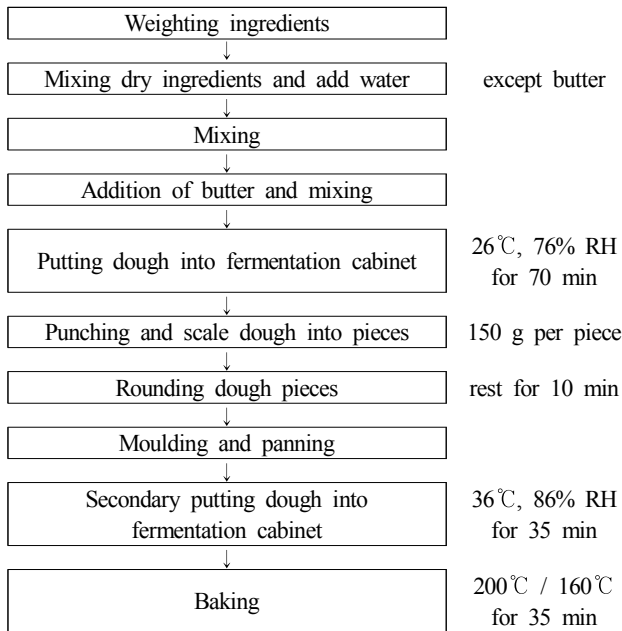 Weighting ingredients
↓
Mixing dry ingredients and add water except butter
↓
Mixing
↓
Addition of butter and mixing
↓
Putting dough into fermentation cabinet
26℃, 76% RH
for 70 min
↓
Punching and scale dough into pieces 150 g per piece
↓
Rounding dough pieces rest for 10 min
↓
Moulding and panning
↓
Secondary putting dough into
fermentation cabinet
36℃, 86% RH
for 35 min
↓
Baking
200℃ / 160℃
for 35 min